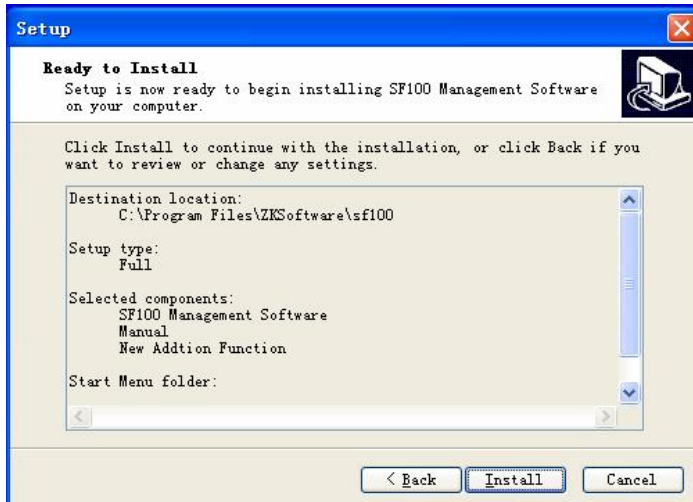 Setup
Ready to Install
Setup is now ready to begin installing SF100 Management Software
on your computer.
Click Install to continue with the installation, or click Back if you
want to review or change any settings.
Destination location:
C:\Program Files\ZKSoftware\sf100
Setup type:
Full
Selected components:
SF100 Management Software
Manual
New Addtion Function
Start Menu folder:
< Back
Install
Cancel